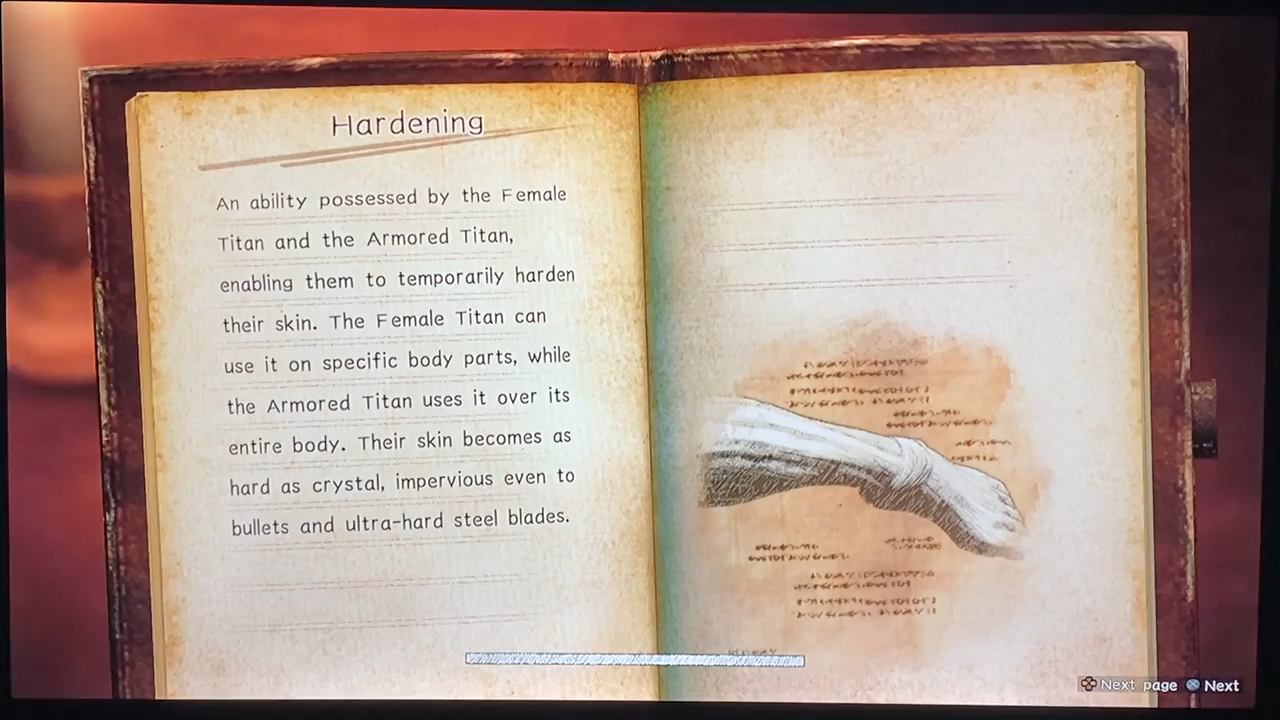 Hardening
An ability possessed by the Female
Titan and the Armored Titan,
enabling them to temporarily harden
their skin. The Female Titan can
use it on specific body parts, while
the Armored Titan uses it over its
entire body. Their skin becomes as
hard as crystal, impervious even to
bullets and ultra-hard steel blades.
Next page Next